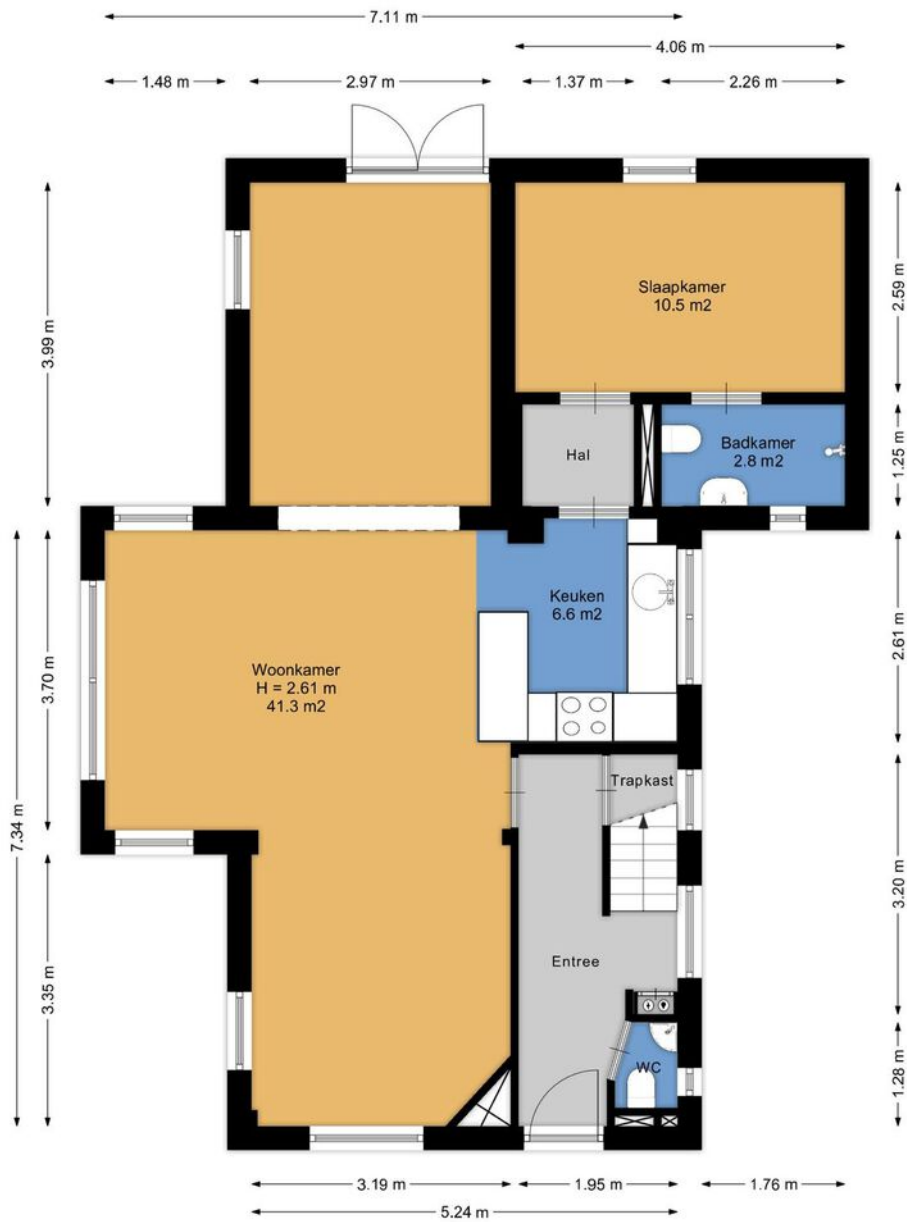 7.11 m
4.06 m
1.48 m
2.97 m
1.37 m
2.26 m
3.99 m
2.59 m
Slaapkamer
10.5 m2
1.25 m
Hal
Badkamer
2.8 m2
Keuken
6.6 m2
2.61 m
3.70 m
Woonkamer
H = 2.61 m
41.3 m2
7.34 m
Trapkast
3.20 m
Entree
3.35 m
WC
1.28 m
3.19 m
1.95 m
1.76 m
5.24 m